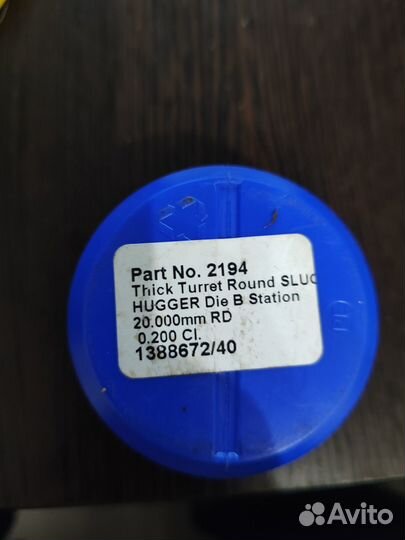 Part No. 2194
Thick Turret Round SLUG
HUGGER Die B Station
20.000mm RD
0.200 Cl.
1388672/40
Avito